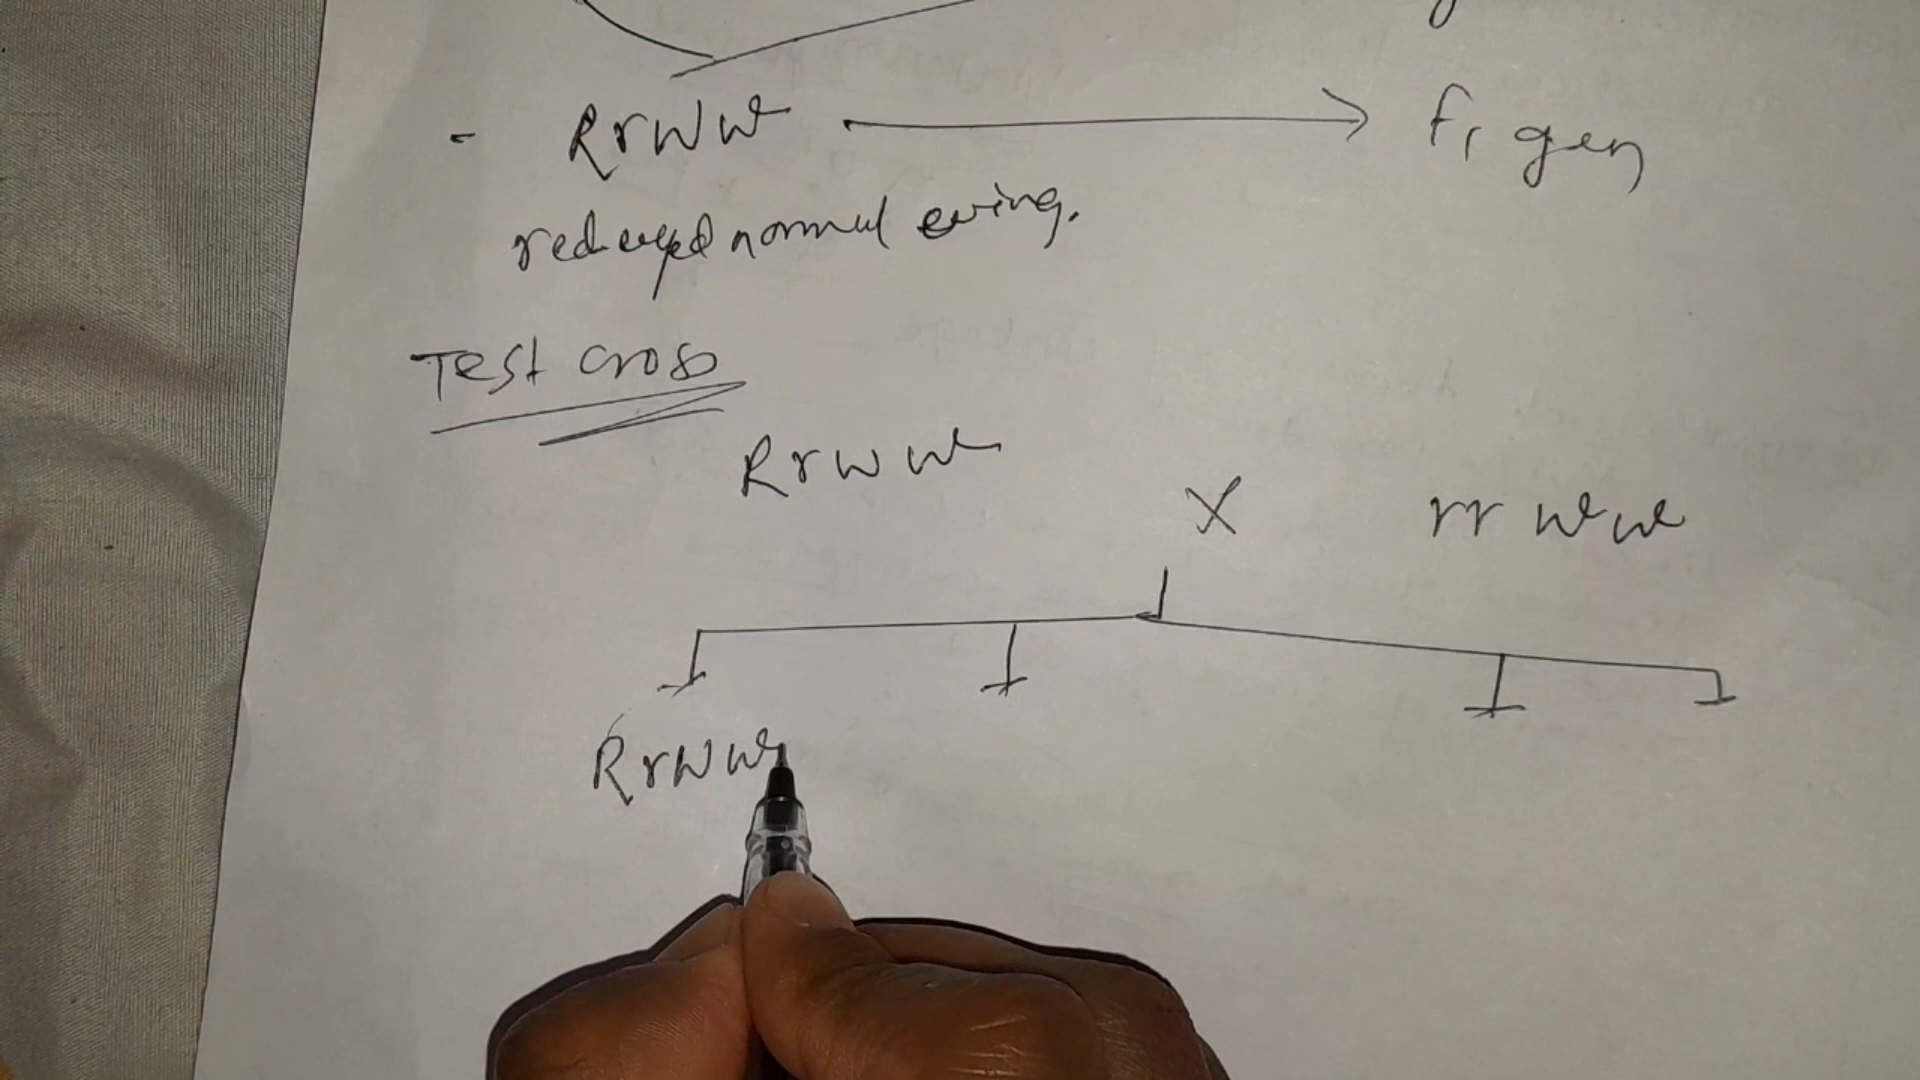 - RrWw → F1 gen
red eyed normal wing.
Test cross
RrWw X rr ww
RrWw